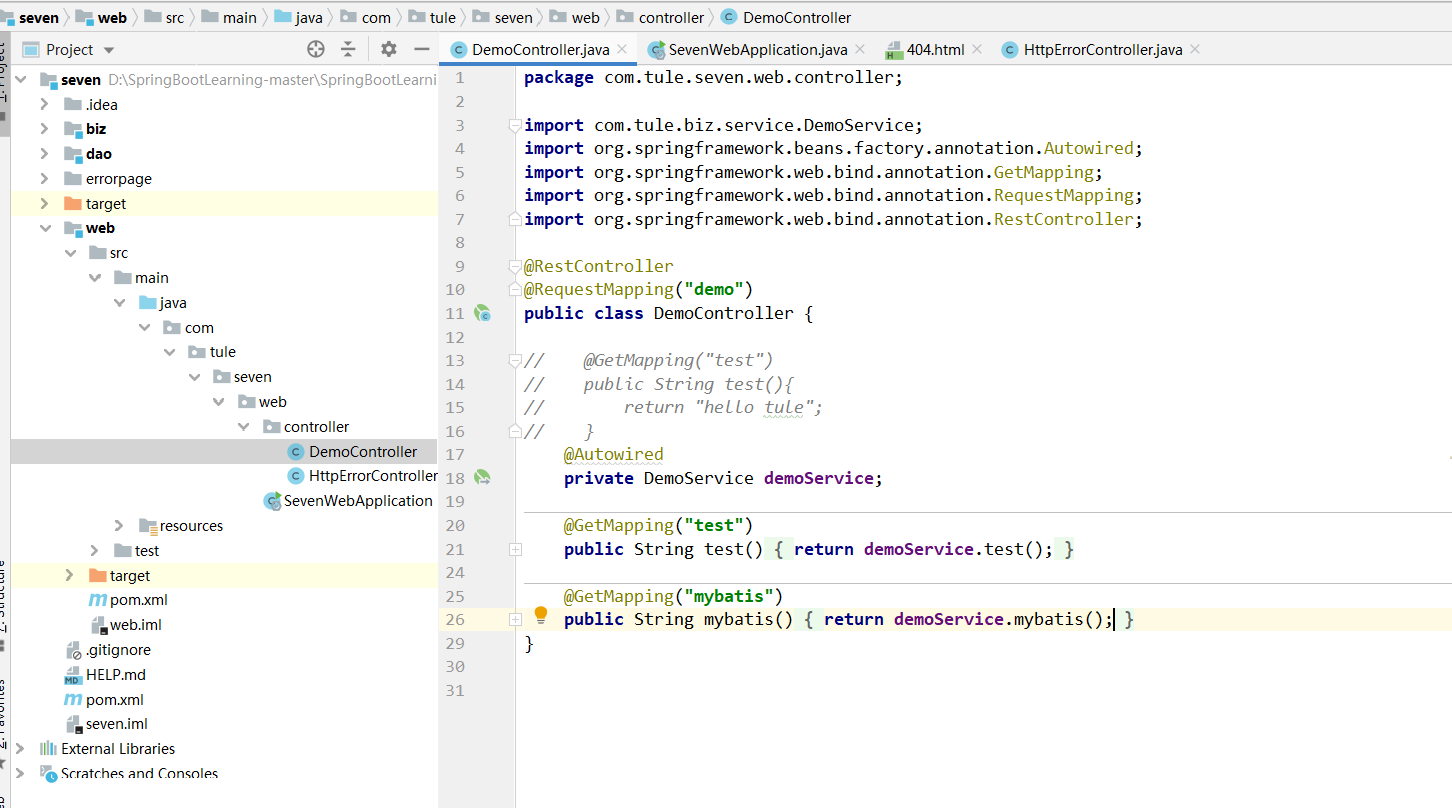 seven web src main java com tule seven web controller DemoController
Project
DemoController.java SevenWebApplication.java 404.html HttpErrorController.java
seven D:\SpringBootLearning-master\SpringBootLearni
.idea
biz
dao
errorpage
target
web
src
main
java
com
tule
seven
web
controller
DemoController
HttpErrorController
SevenWebApplication
resources
test
target
pom.xml
web.iml
.gitignore
HELP.md
pom.xml
seven.iml
External Libraries
Scratches and Consoles
1 package com.tule.seven.web.controller;
2
3 import com.tule.biz.service.DemoService;
4 import org.springframework.beans.factory.annotation.Autowired;
5 import org.springframework.web.bind.annotation.GetMapping;
6 import org.springframework.web.bind.annotation.RequestMapping;
7 import org.springframework.web.bind.annotation.RestController;
8
9 @RestController
10 @RequestMapping("demo")
11 public class DemoController {
12
13 //    @GetMapping("test")
14 //    public String test(){
15 //        return "hello tule";
16 //    }
17 @Autowired
18 private DemoService demoService;
19
20 @GetMapping("test")
21 public String test() { return demoService.test(); }
24
25 @GetMapping("mybatis")
26 public String mybatis() { return demoService.mybatis(); }
29 }
30
31